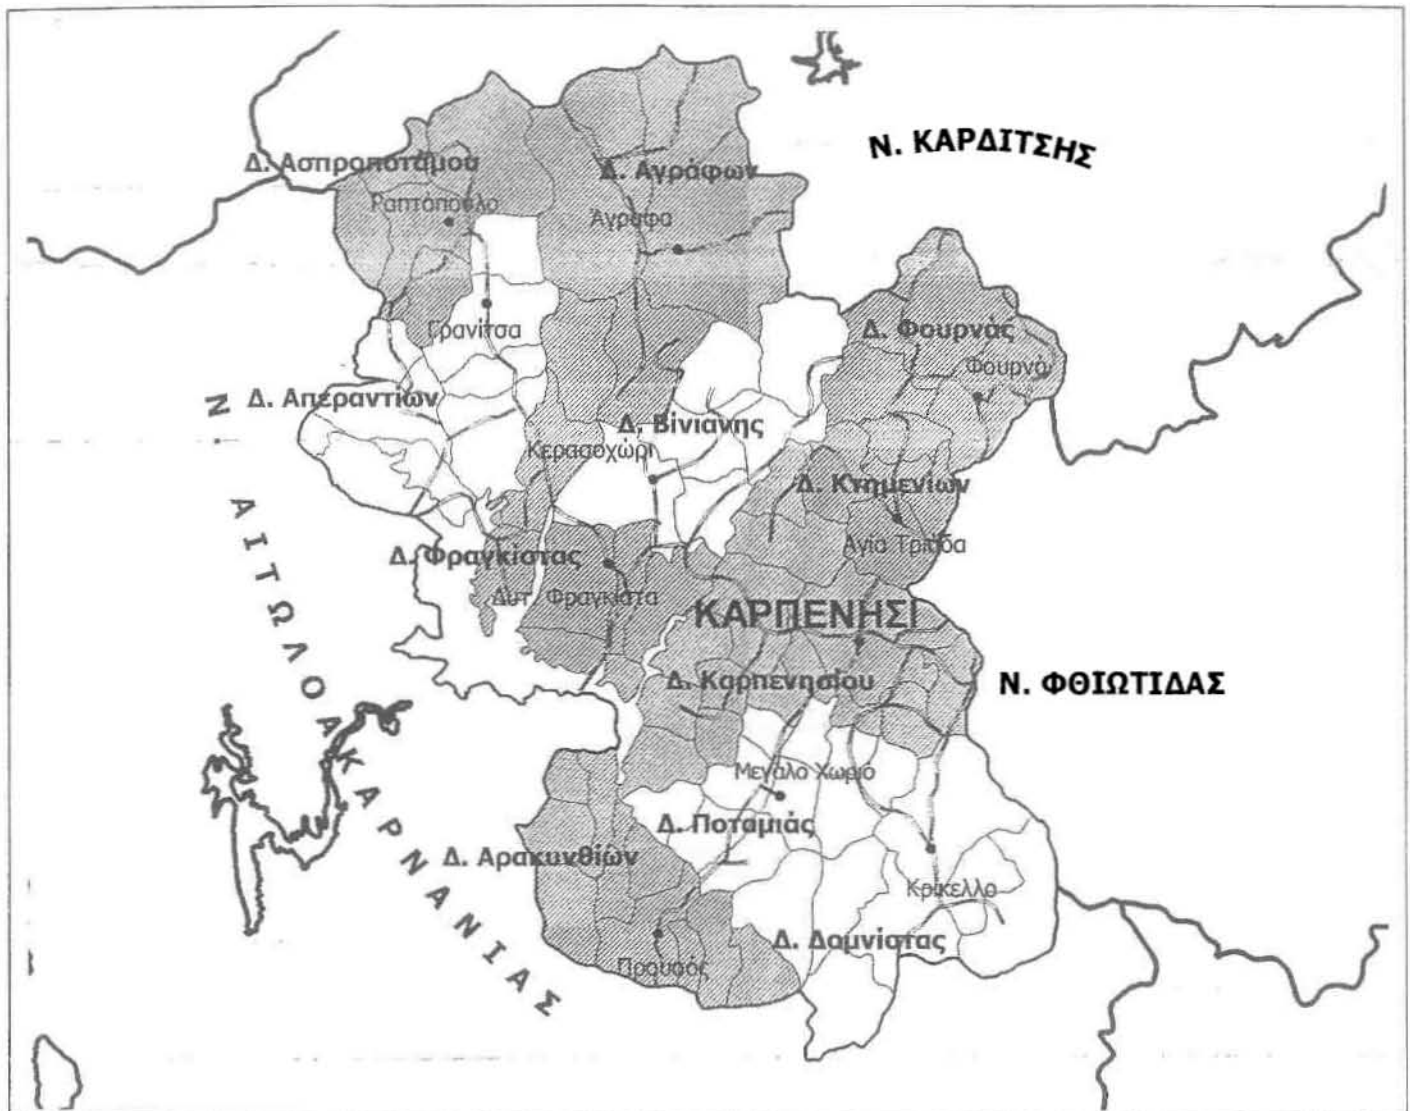 Ν. ΚΑΡΔΙΤΣΗΣ
Δ. Ασπροποτάμου
Δ. Αγράφων
Ραπτόπουλο
Άγραφα
Δ. Φουρνάς
Γρανίτσα
Φουρνά
Δ. Απεραντίων
Δ. Βίνιανης
Κερασοχώρι
Δ. Κτημενίων
Αγία Τριάδα
Δ. Φραγκίστας
Δυτ. Φραγκίστα
ΚΑΡΠΕΝΗΣΙ
Δ. Καρπενησίου
Ν. ΦΘΙΩΤΙΔΑΣ
Μεγάλο Χωριό
Δ. Ποταμιάς
Δ. Αρακυνθίων
Κρίκελλο
Δ. Δομνίστας
Προυσός
Ν. ΑΙΤΩΛΟΑΚΑΡΝΑΝΙΑΣ